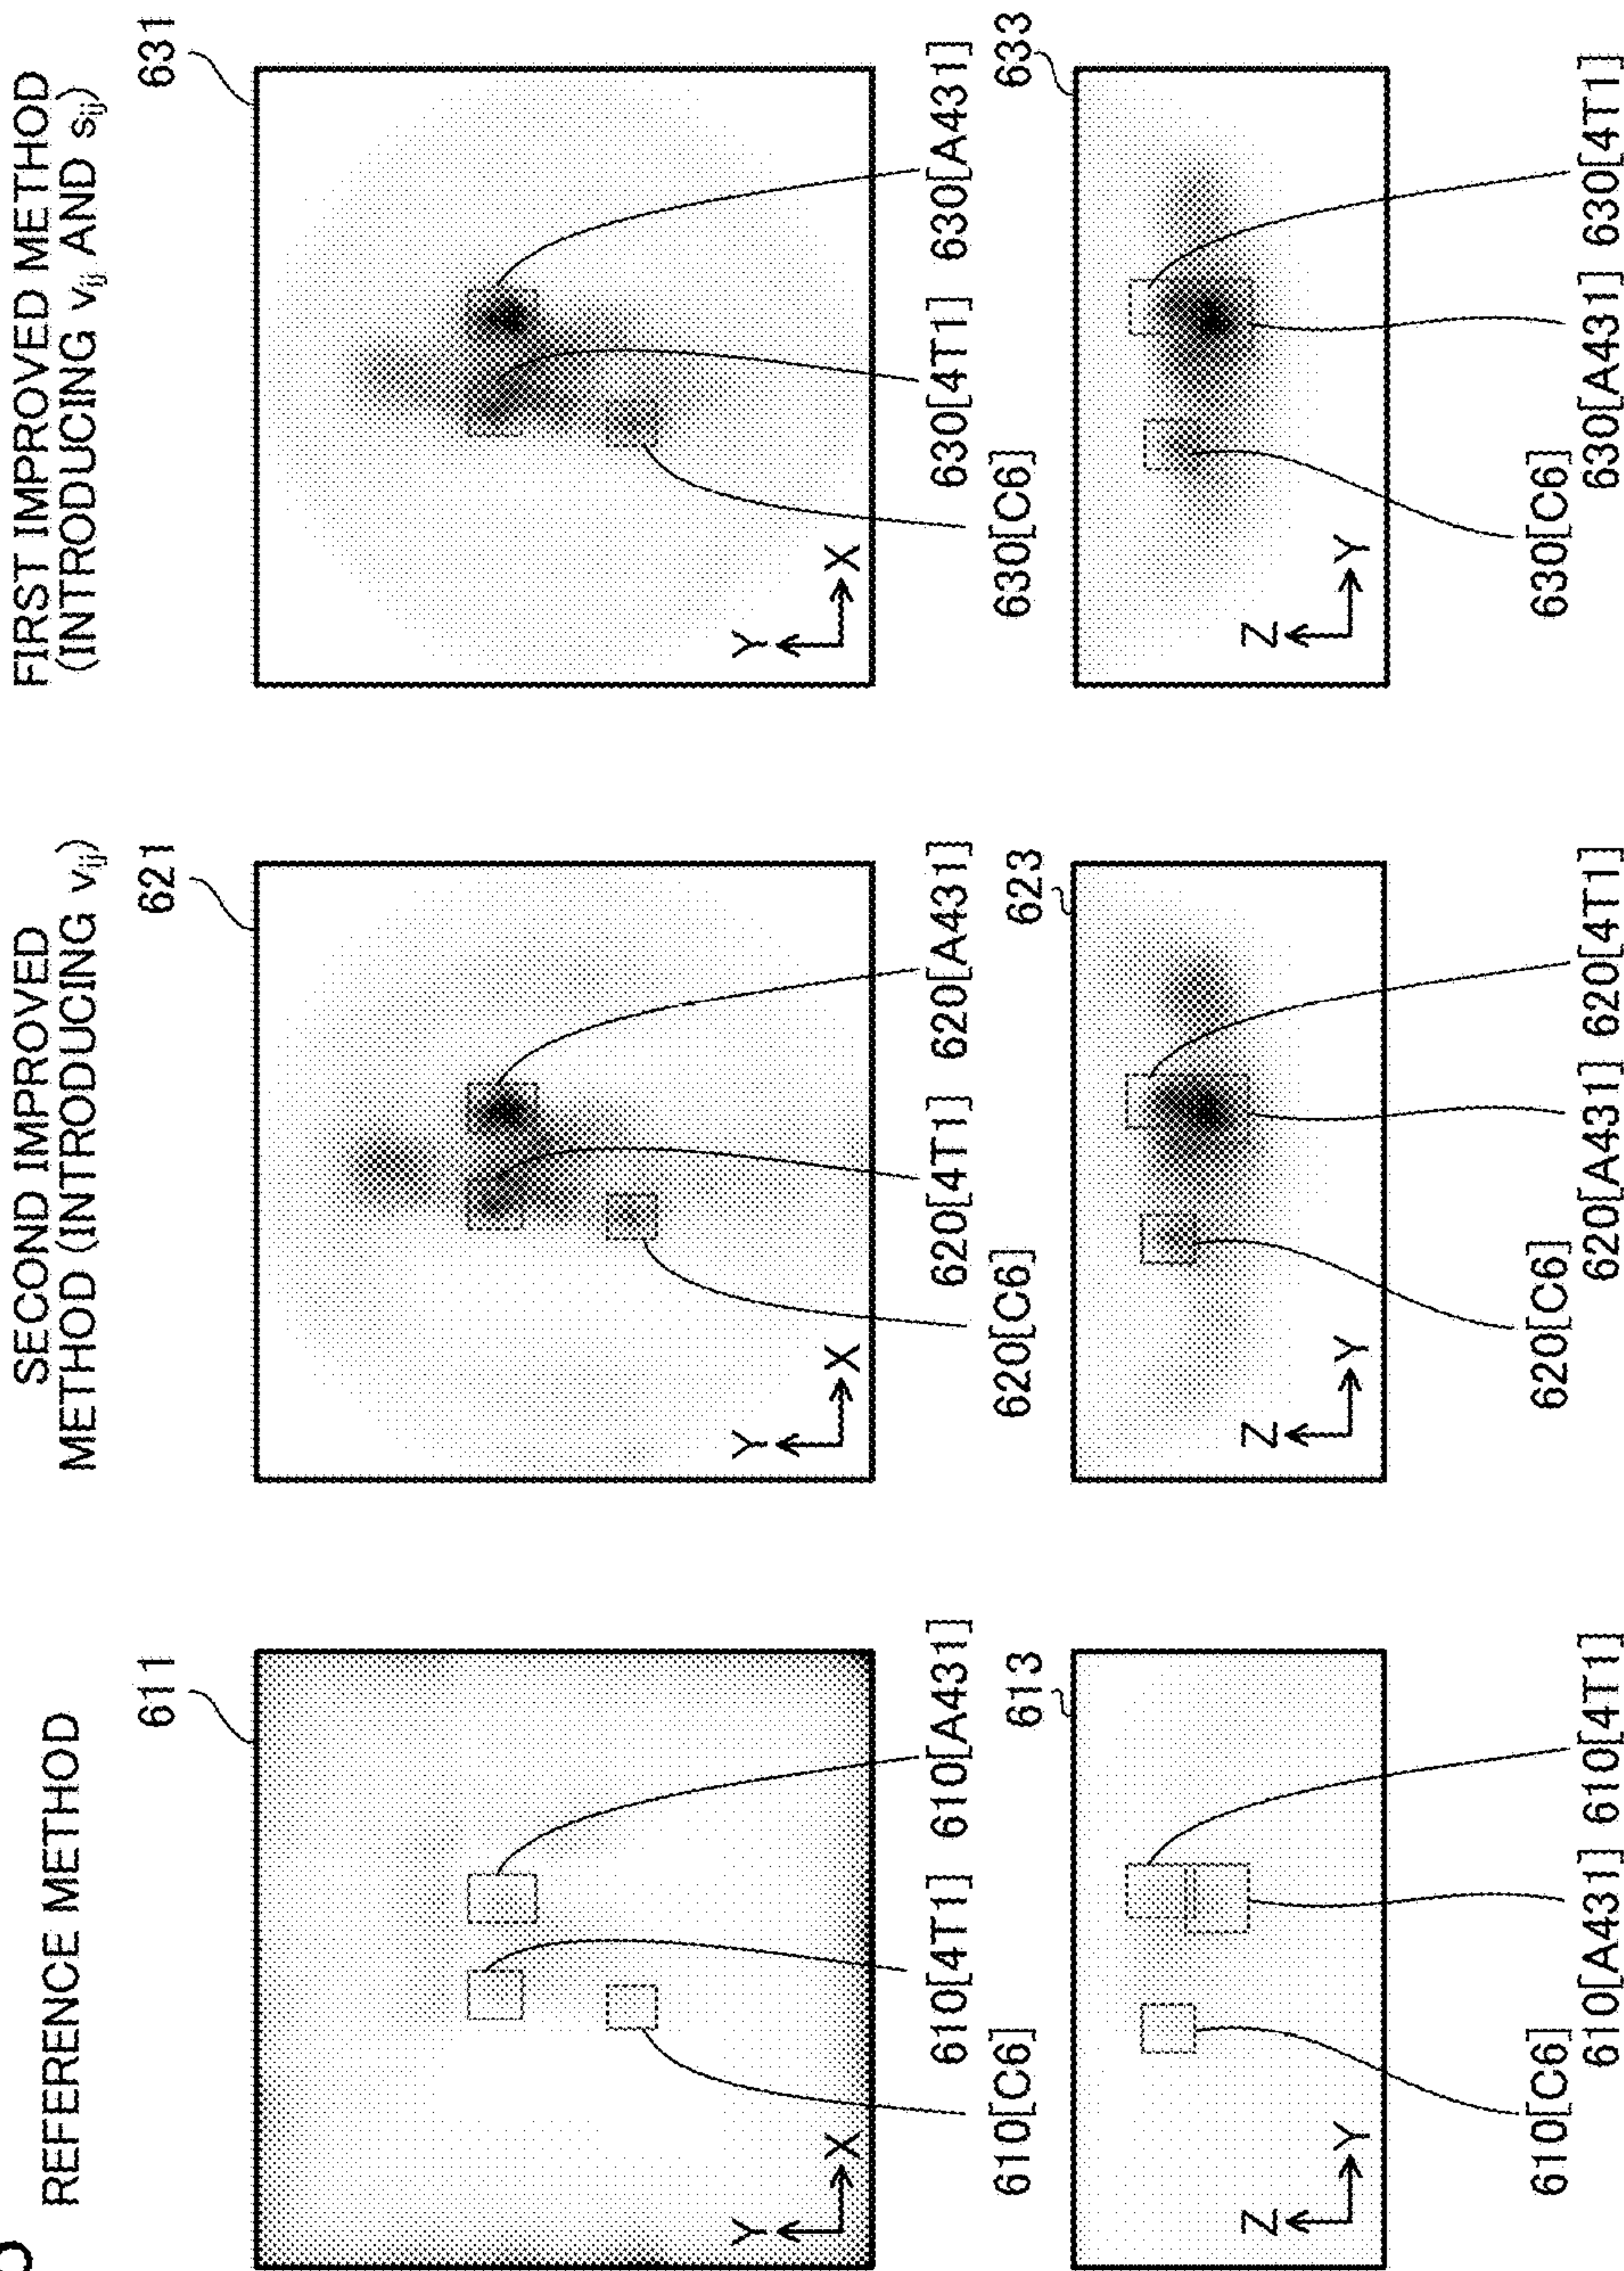 REFERENCE METHOD
SECOND IMPROVED
METHOD (INTRODUCING vij)
FIRST IMPROVED METHOD
(INTRODUCING vij AND sij)
611
621
631
Y
X
Y
X
Y
X
610[4T1] 610[A431]
610[C6]
620[4T1] 620[A431]
620[C6]
630[4T1] 630[A431]
630[C6]
613
623
633
Z
Y
Z
Y
Z
Y
610[C6]
610[A431] 610[4T1]
620[C6]
620[A431] 620[4T1]
630[C6]
630[A431] 630[4T1]